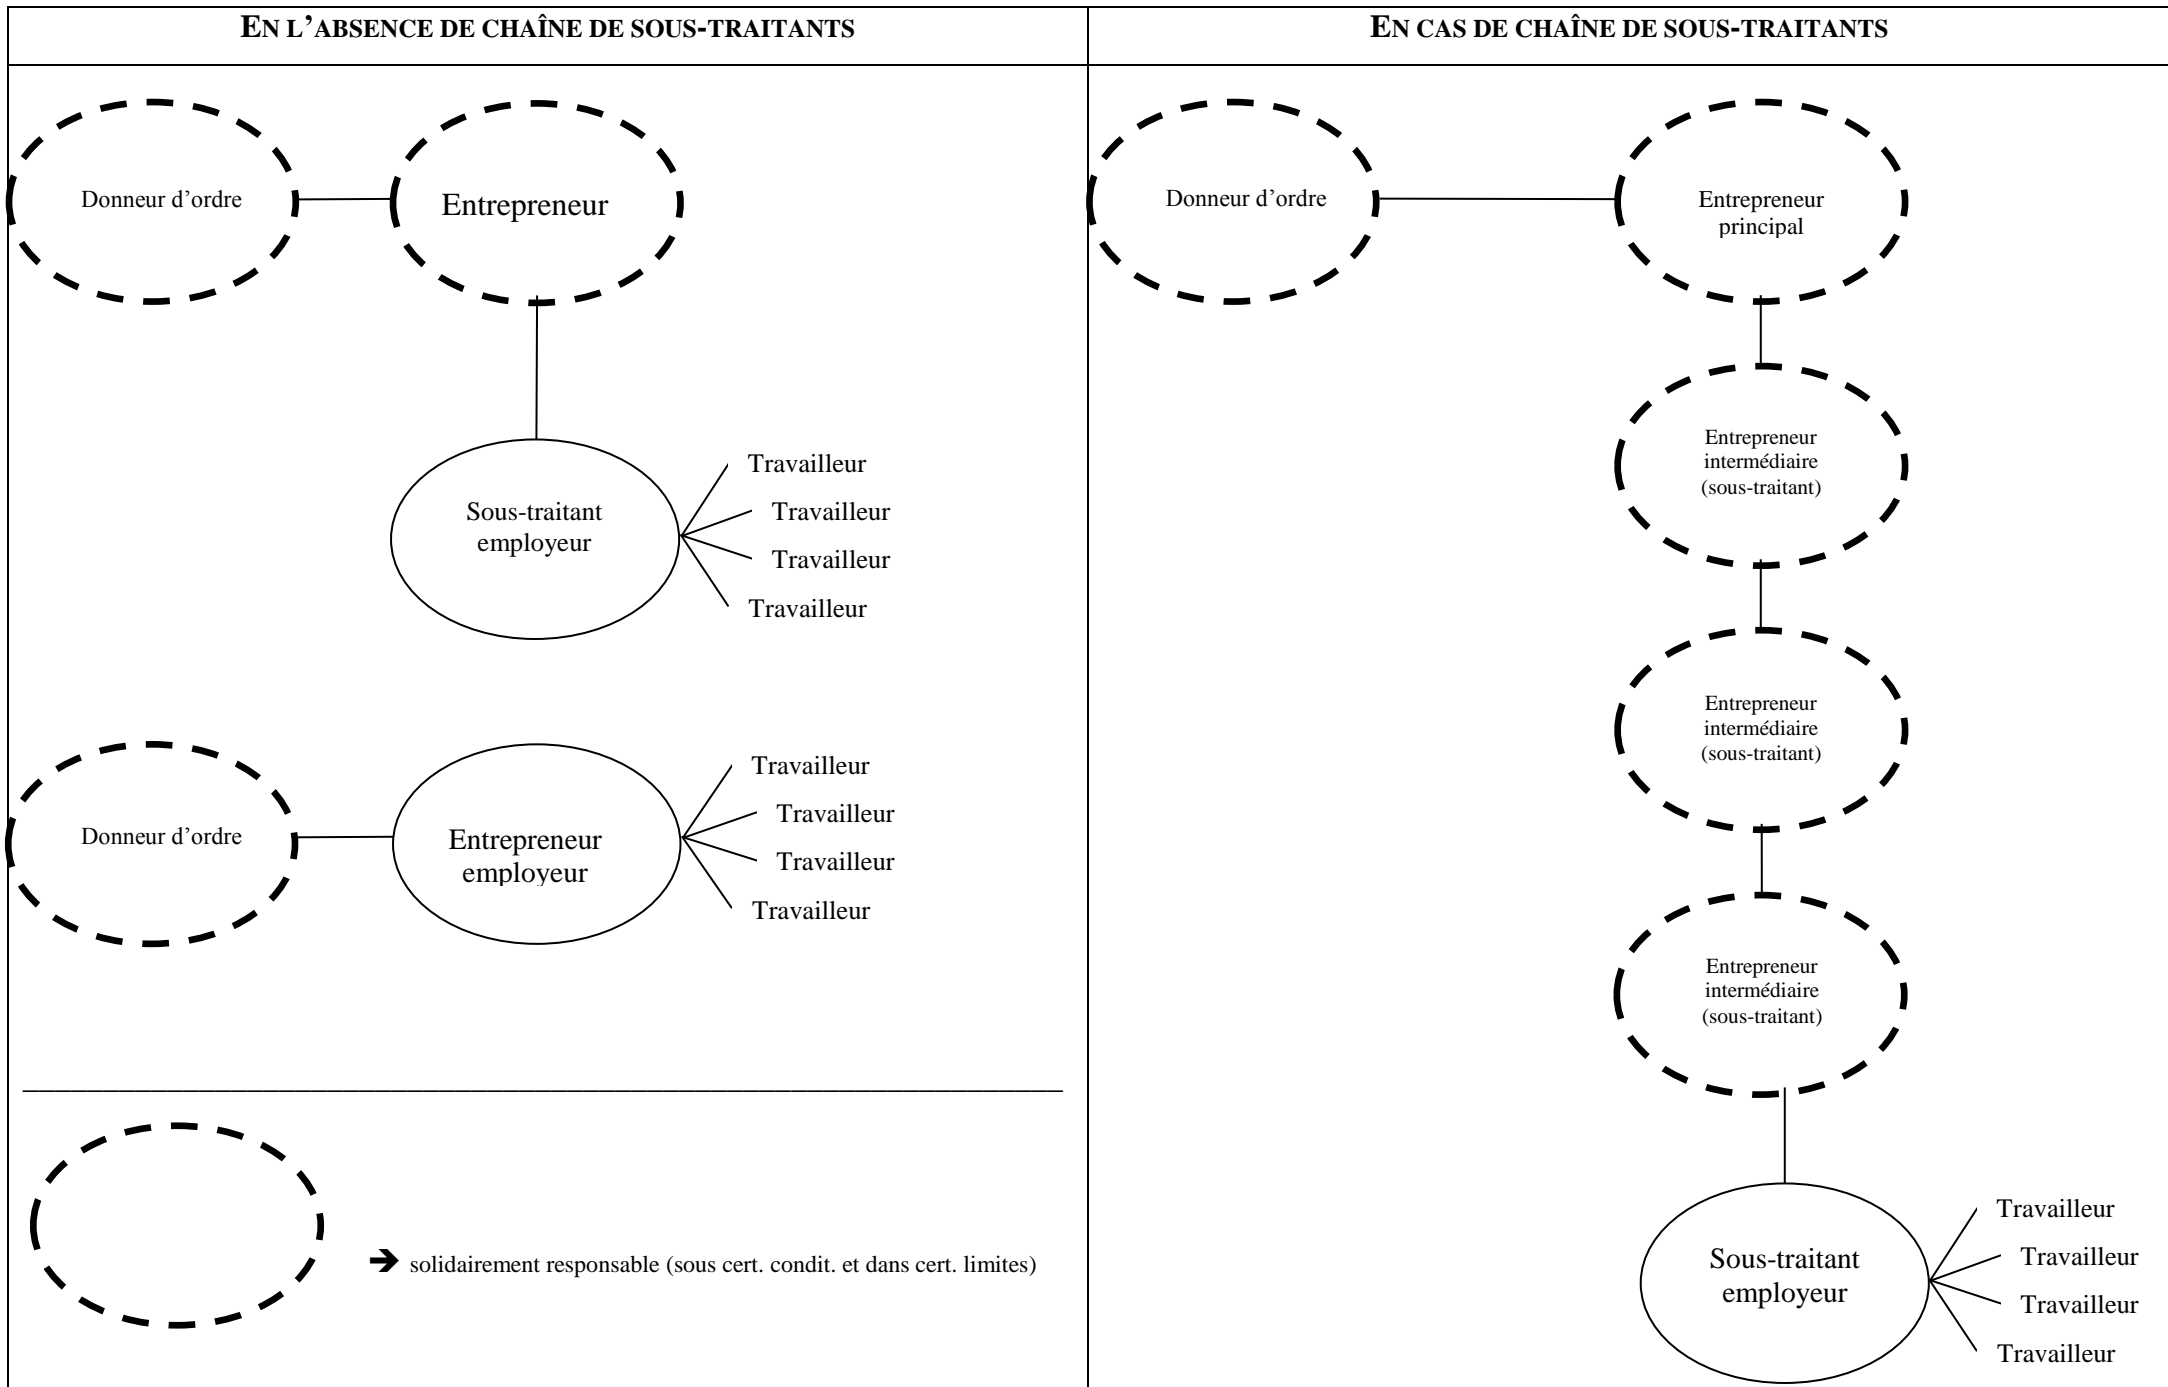 EN L’ABSENCE DE CHAÎNE DE SOUS-TRAITANTS
Donneur d’ordre
Entrepreneur
Sous-traitant
employeur
Travailleur
Travailleur
Travailleur
Travailleur
Donneur d’ordre
Entrepreneur
employeur
Travailleur
Travailleur
Travailleur
Travailleur
➔ solidairement responsable (sous cert. condit. et dans cert. limites)
EN CAS DE CHAÎNE DE SOUS-TRAITANTS
Donneur d’ordre
Entrepreneur
principal
Entrepreneur
intermédiaire
(sous-traitant)
Entrepreneur
intermédiaire
(sous-traitant)
Entrepreneur
intermédiaire
(sous-traitant)
Sous-traitant
employeur
Travailleur
Travailleur
Travailleur
Travailleur